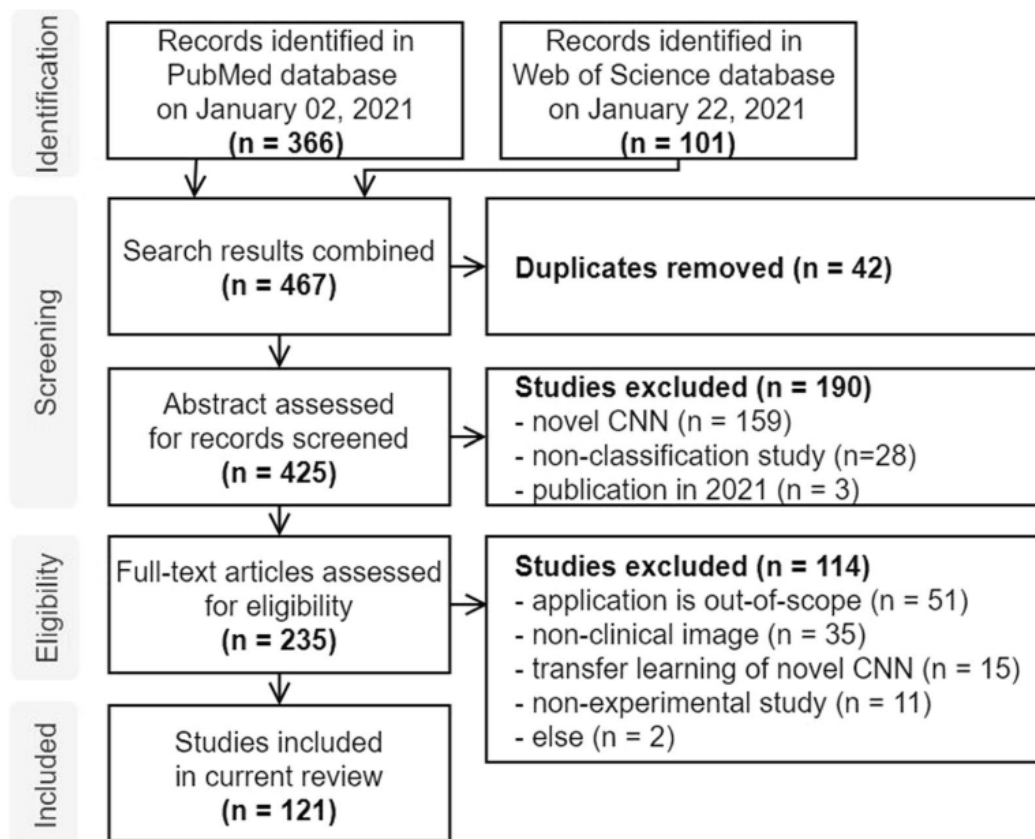 Identification
Records identified in
PubMed database
on January 02, 2021
(n = 366)
Records identified in
Web of Science database
on January 22, 2021
(n = 101)
Screening
Search results combined
(n = 467)
Duplicates removed (n = 42)
Abstract assessed
for records screened
(n = 425)
Studies excluded (n = 190)
- novel CNN (n = 159)
- non-classification study (n=28)
- publication in 2021 (n = 3)
Eligibility
Full-text articles assessed
for eligibility
(n = 235)
Studies excluded (n = 114)
- application is out-of-scope (n = 51)
- non-clinical image (n = 35)
- transfer learning of novel CNN (n = 15)
- non-experimental study (n = 11)
- else (n = 2)
Included
Studies included
in current review
(n = 121)